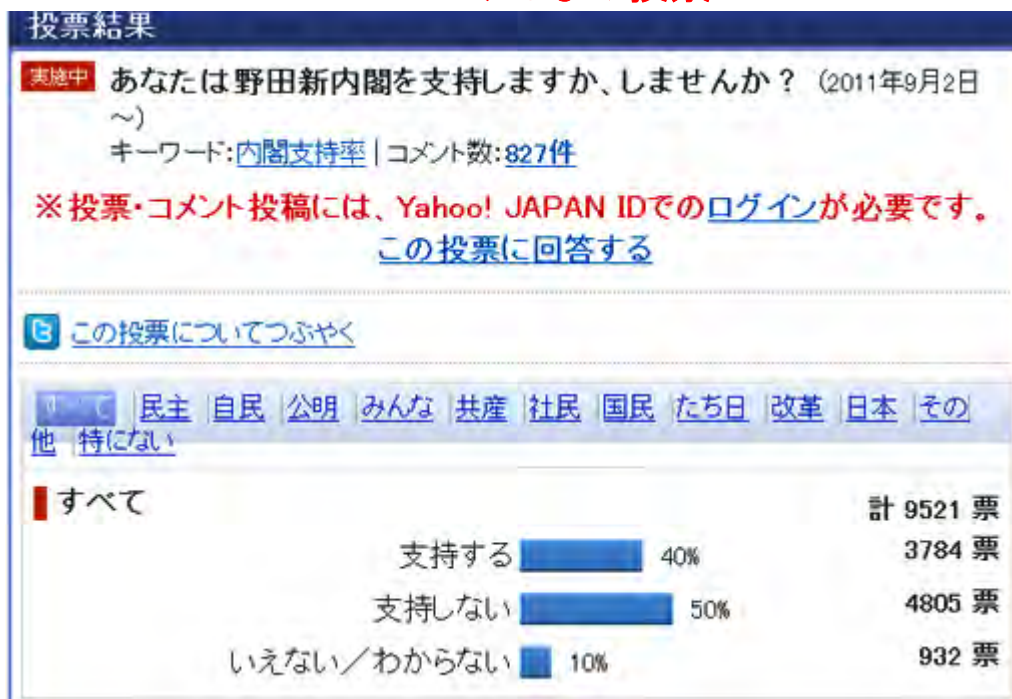 投票結果
実施中 あなたは野田新内閣を支持しますか、しませんか？ （2011年9月2日
～）
キーワード：内閣支持率 | コメント数：827件
※投票・コメント投稿には、Yahoo! JAPAN IDでのログインが必要です。
この投票に回答する
この投票についてつぶやく
すべて | 民主 | 自民 | 公明 | みんな | 共産 | 社民 | 国民 | たち日 | 改革 | 日本 | その
他 | 特にない
すべて 計 9521 票
支持する 40% 3784 票
支持しない 50% 4805 票
いえない／わからない 10% 932 票